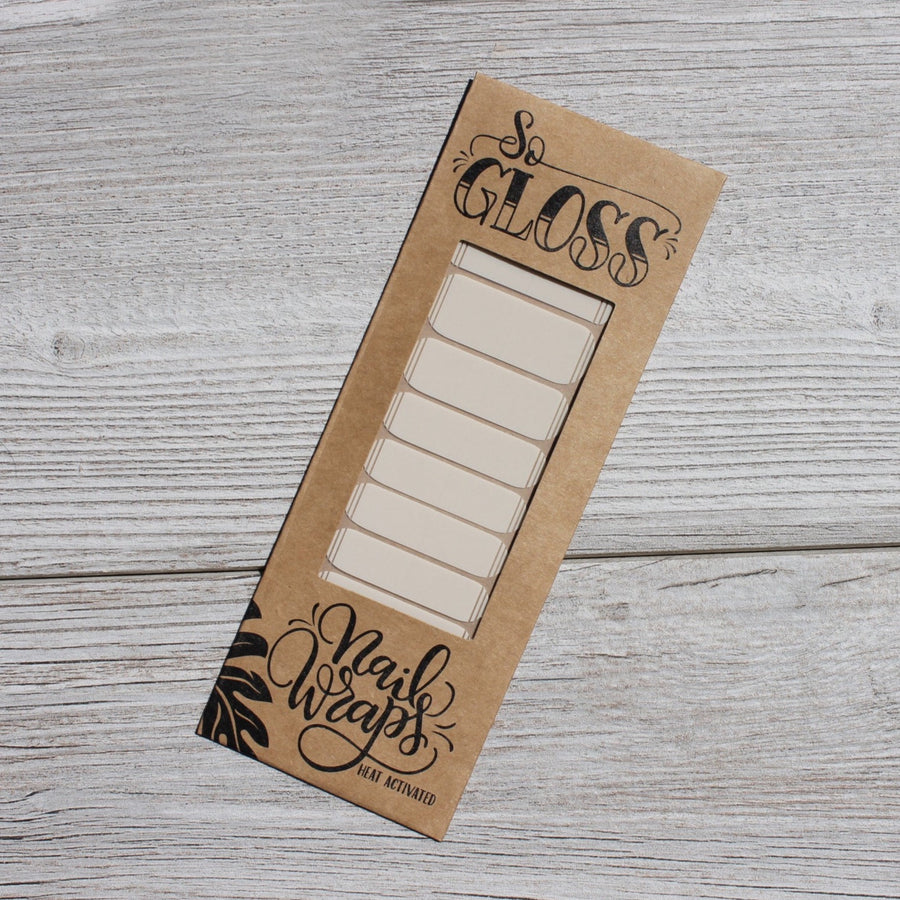 So
GLOSS
Nail
Wraps
HEAT ACTIVATED